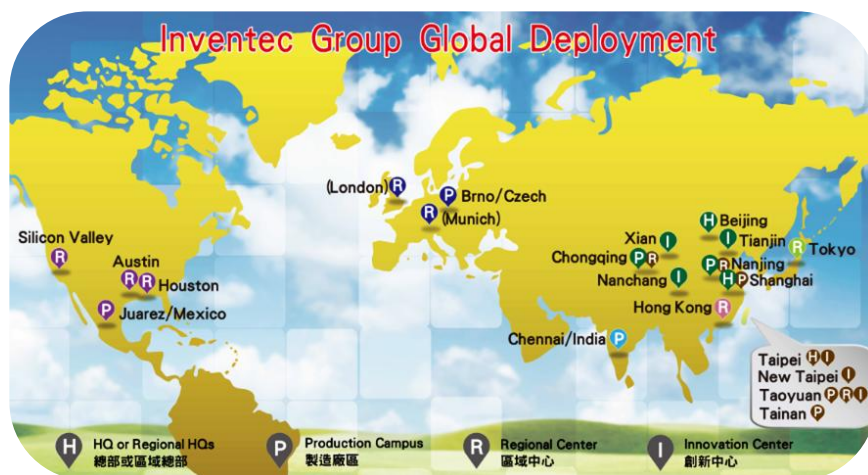 Inventec Group Global Deployment
(London) R
P Brno/Czech
R (Munich)
Silicon Valley
R
Austin
R R Houston
P Juarez/Mexico
H Beijing
Xian I
I Tianjin
R Tokyo
Chongqing P R
P R Nanjing
Nanchang I
H P Shanghai
Hong Kong R
Chennai/India P
Taipei H I
New Taipei I
Taoyuan P R I
Tainan P
H HQ or Regional HQs
總部或區域總部
P Production Campus
製造廠區
R Regional Center
區域中心
I Innovation Center
創新中心